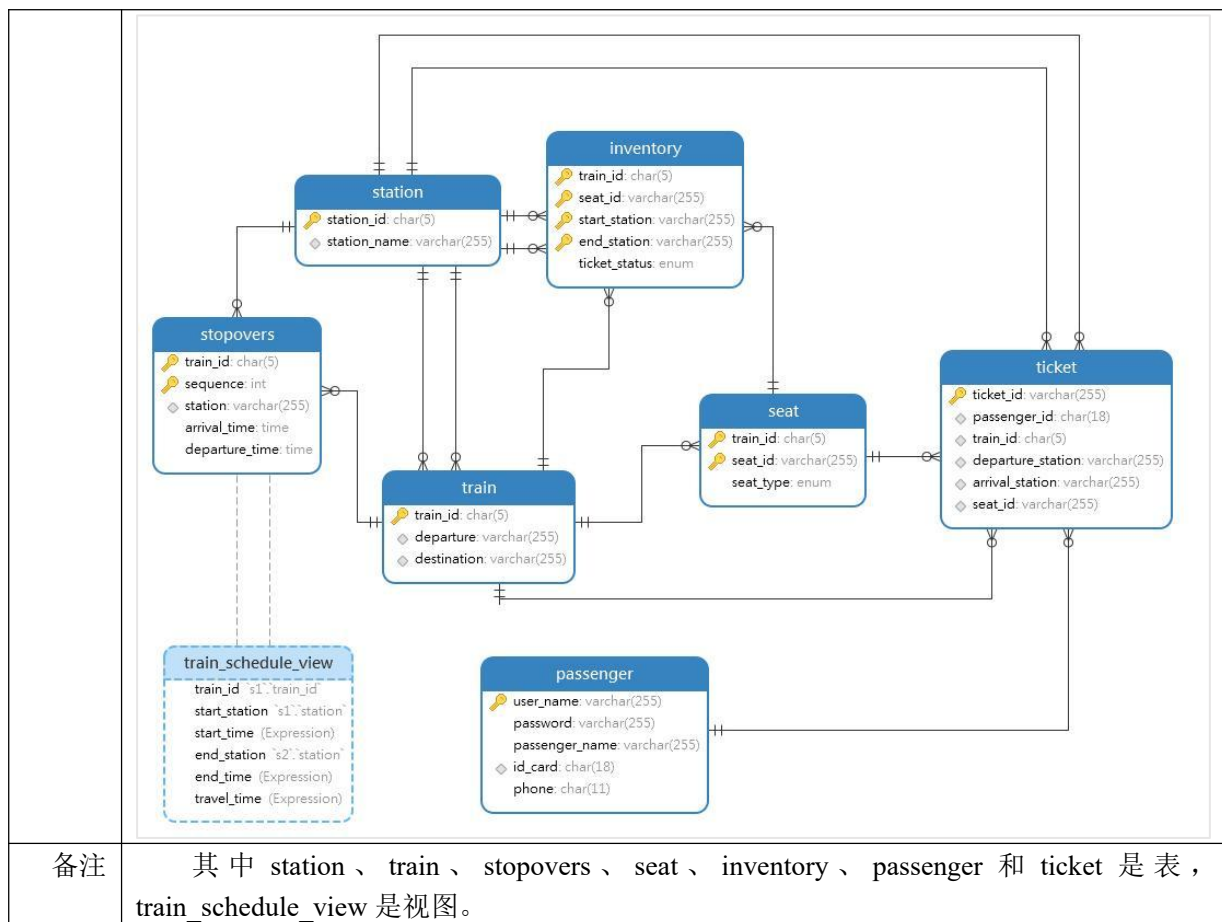 inventory
train_id: char(5)
seat_id: varchar(255)
start_station: varchar(255)
end_station: varchar(255)
ticket_status: enum
station
station_id: char(5)
station_name: varchar(255)
stopovers
train_id: char(5)
sequence: int
station: varchar(255)
arrival_time: time
departure_time: time
ticket
ticket_id: varchar(255)
passenger_id: char(18)
train_id: char(5)
departure_station: varchar(255)
arrival_station: varchar(255)
seat_id: varchar(255)
seat
train_id: char(5)
seat_id: varchar(255)
seat_type: enum
train
train_id: char(5)
departure: varchar(255)
destination: varchar(255)
train_schedule_view
train_id `s1`.`train_id`
start_station `s1`.`station`
start_time (Expression)
end_station `s2`.`station`
end_time (Expression)
travel_time (Expression)
passenger
user_name: varchar(255)
password: varchar(255)
passenger_name: varchar(255)
id_card: char(18)
phone: char(11)
备注
其中 station、train、stopovers、seat、inventory、passenger 和 ticket 是表，
train_schedule_view 是视图。